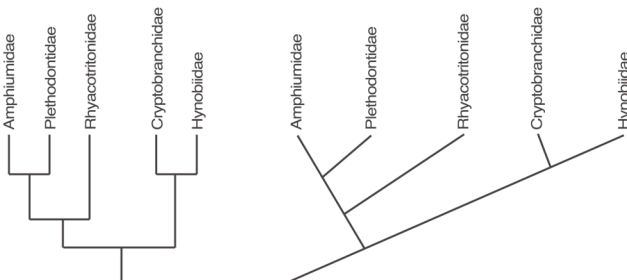 Amphiumidae
Plethodontidae
Rhyacotritonidae
Cryptobranchidae
Hynobiidae
Amphiumidae
Plethodontidae
Rhyacotritonidae
Cryptobranchidae
Hynobiidae